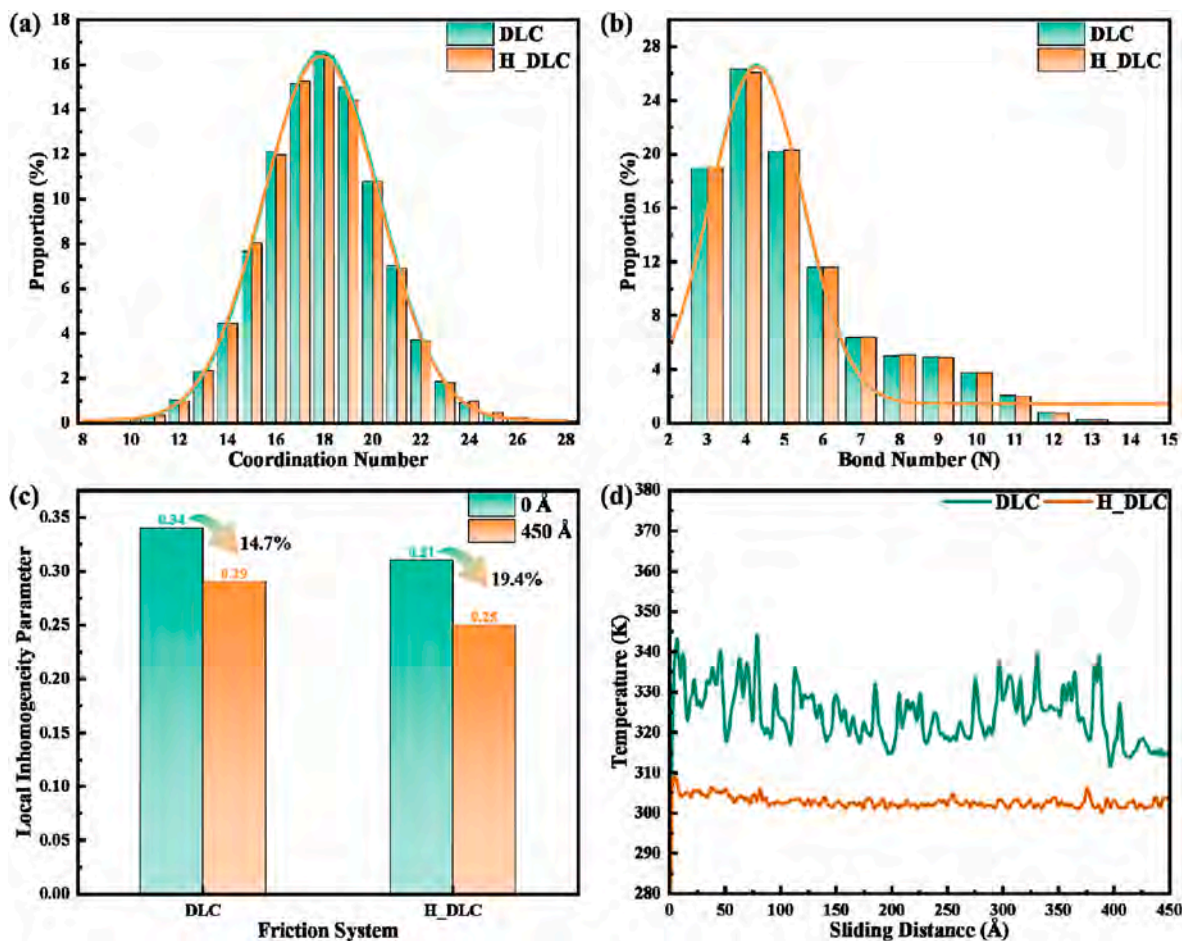 (a)
DLC
H_DLC
Proportion (%)
18
16
14
12
10
8
6
4
2
0
8 10 12 14 16 18 20 22 24 26 28
Coordination Number
(b)
DLC
H_DLC
Proportion (%)
28
24
20
16
12
8
4
0
2 3 4 5 6 7 8 9 10 11 12 13 14 15
Bond Number (N)
(c)
0 Å
450 Å
Local Inhomogeneity Parameter
0.35
0.30
0.25
0.20
0.15
0.10
0.05
0.00
0.34
14.7%
0.29
0.31
19.4%
0.25
DLC H_DLC
Friction System
(d)
DLC H_DLC
Temperature (K)
380
370
360
350
340
330
320
310
300
290
280
0 50 100 150 200 250 300 350 400 450
Sliding Distance (Å)